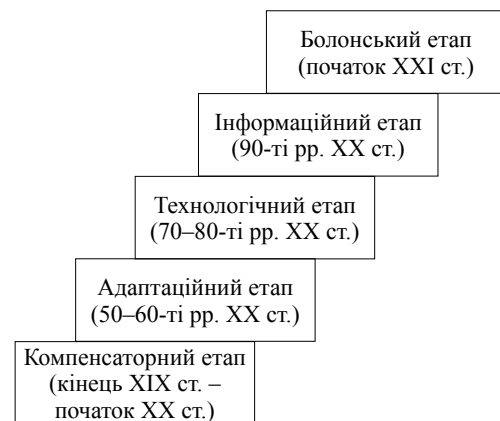 Болонський етап
(початок XXI ст.)
Інформаційний етап
(90-ті рр. XX ст.)
Технологічний етап
(70–80-ті рр. XX ст.)
Адаптаційний етап
(50–60-ті рр. XX ст.)
Компенсаторний етап
(кінець XIX ст. –
початок XX ст.)